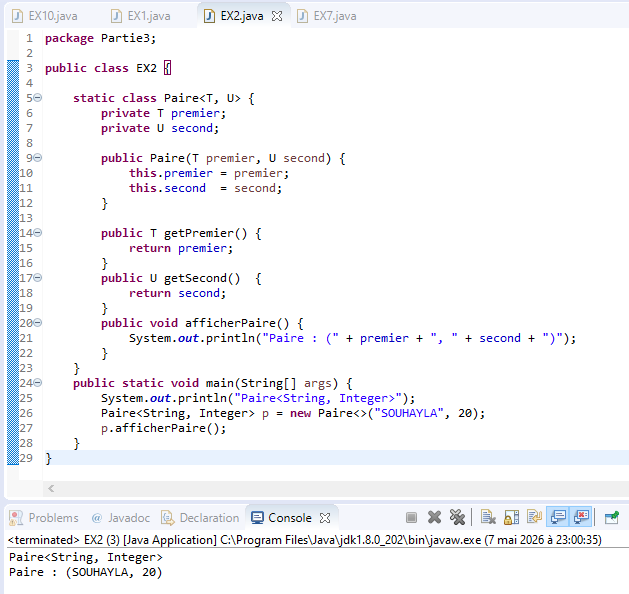 EX10.java EX1.java EX2.java EX7.java
1 package Partie3;
2
3 public class EX2 {
4
5     static class Paire<T, U> {
6         private T premier;
7         private U second;
8
9         public Paire(T premier, U second) {
10             this.premier = premier;
11             this.second  = second;
12         }
13
14         public T getPremier() {
15             return premier;
16         }
17         public U getSecond()  {
18             return second;
19         }
20         public void afficherPaire() {
21             System.out.println("Paire : (" + premier + ", " + second + ")");
22         }
23     }
24     public static void main(String[] args) {
25         System.out.println("Paire<String, Integer>");
26         Paire<String, Integer> p = new Paire<>("SOUHAYLA", 20);
27         p.afficherPaire();
28     }
29 }
Problems @ Javadoc Declaration Console
<terminated> EX2 (3) [Java Application] C:\Program Files\Java\jdk1.8.0_202\bin\javaw.exe (7 mai 2026 à 23:00:35)
Paire<String, Integer>
Paire : (SOUHAYLA, 20)